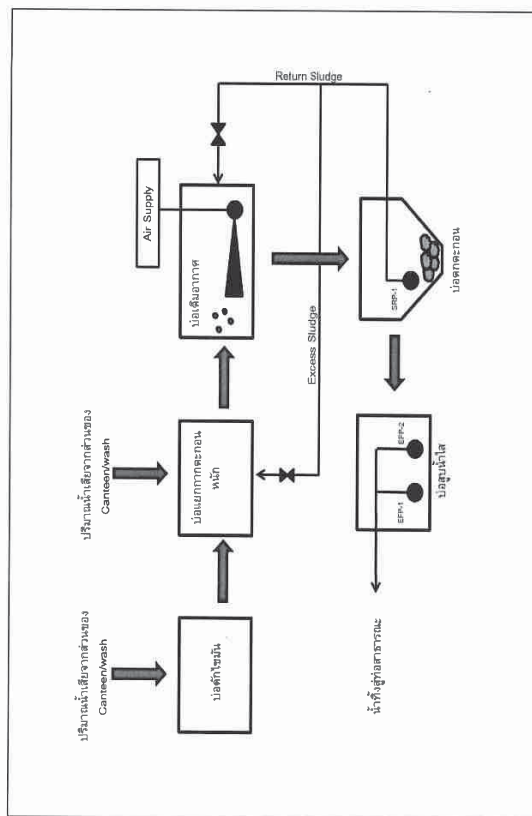 ปริมาณน้ำเสียจากส่วนของ
Canteen/wash
ปริมาณน้ำเสียจากส่วนของ
Canteen/wash
Air Supply
บ่อดักไขมัน
บ่อแยกกากตะกอน
หนัก
บ่อเติมอากาศ
Return Sludge
Excess Sludge
น้ำทิ้งสู่ท่อสาธารณะ
EFP-1
EFP-2
บ่อสูบน้ำใส
SRP-1
บ่อตกตะกอน